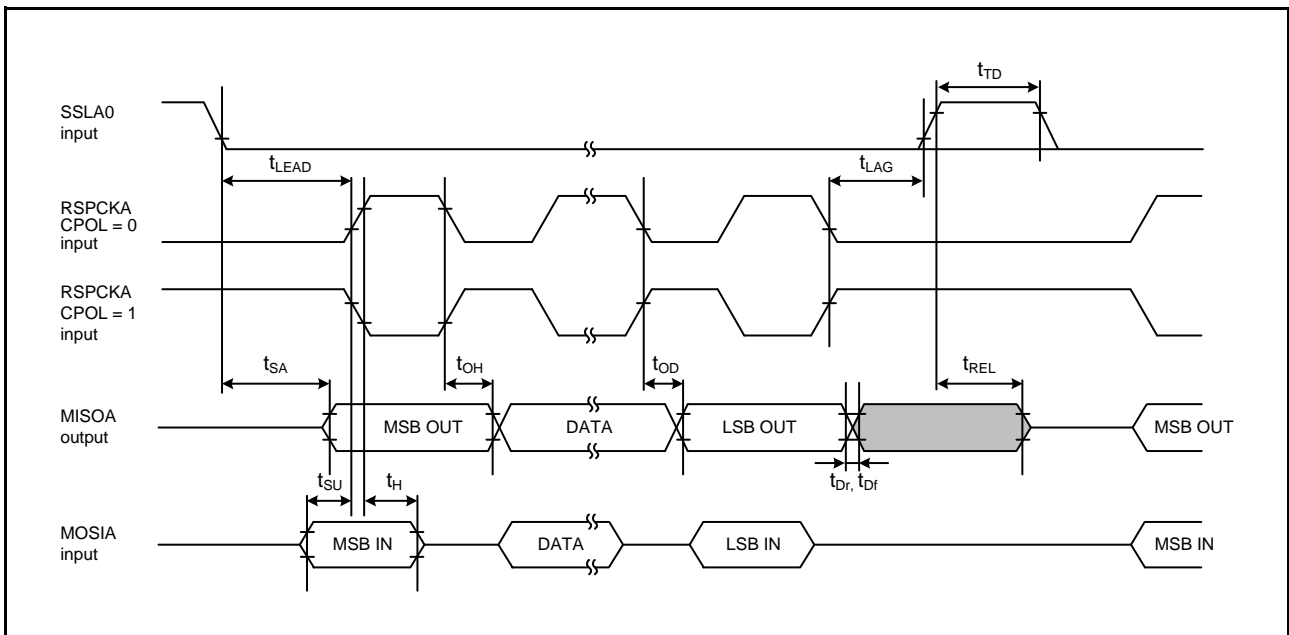 SSLA0
input
tTD
tLEAD
tLAG
RSPCKA
CPOL = 0
input
RSPCKA
CPOL = 1
input
tSA
tOH
tOD
tREL
MISOA
output
MSB OUT
DATA
LSB OUT
MSB OUT
tSU
tH
tDr, tDf
MOSIA
input
MSB IN
DATA
LSB IN
MSB IN